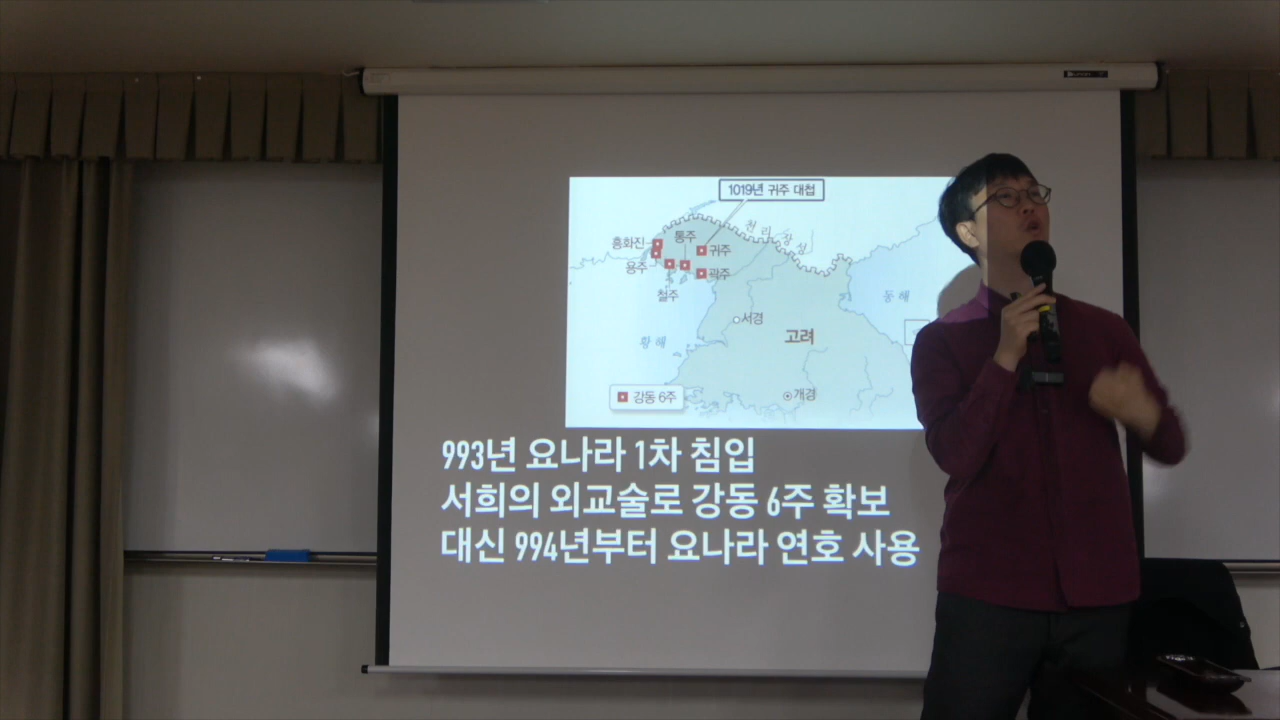 1019년 귀주 대첩
천리장성
흥화진
통주
귀주
용주
곽주
철주
동해
서경
고려
황해
강동 6주
개경
993년 요나라 1차 침입
서희의 외교술로 강동 6주 확보
대신 994년부터 요나라 연호 사용